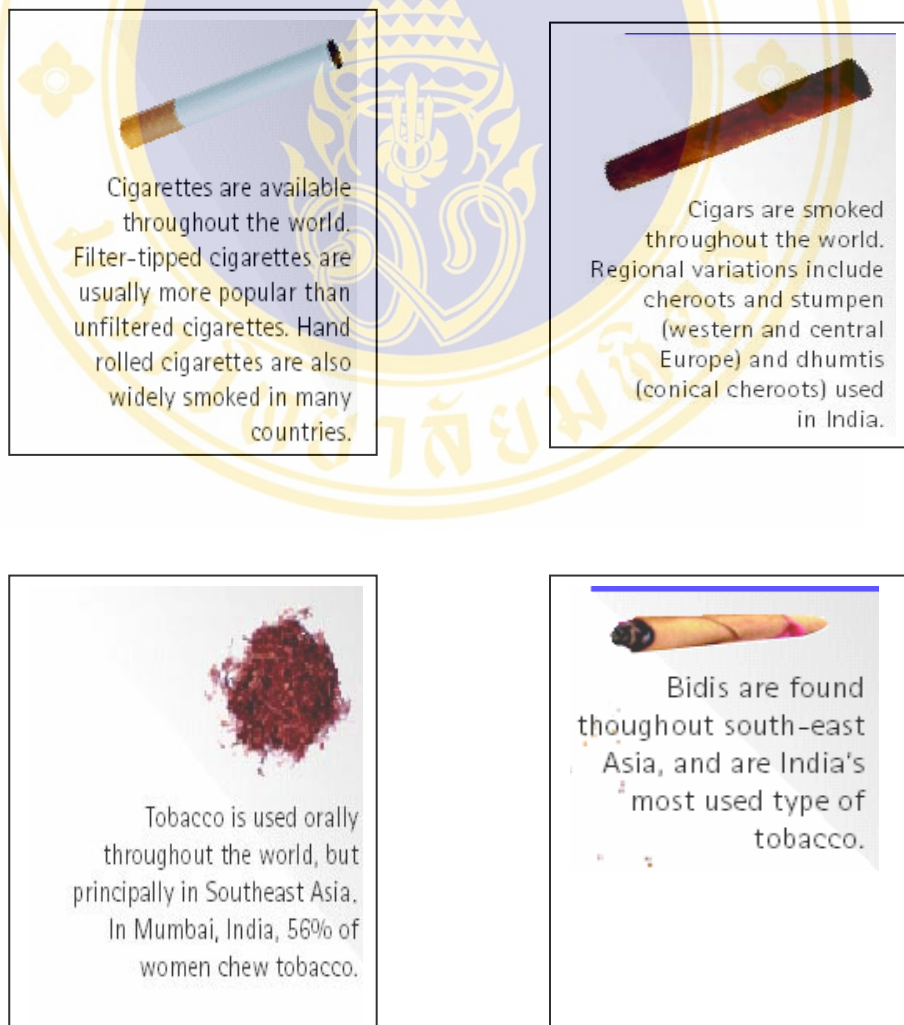 Cigarettes are available
throughout the world.
Filter-tipped cigarettes are
usually more popular than
unfiltered cigarettes. Hand
rolled cigarettes are also
widely smoked in many
countries.
Cigars are smoked
throughout the world.
Regional variations include
cheroots and stumpen
(western and central
Europe) and dhumtis
(conical cheroots) used
in India.
Tobacco is used orally
throughout the world, but
principally in Southeast Asia.
In Mumbai, India, 56% of
women chew tobacco.
Bidis are found
thoughout south-east
Asia, and are India's
most used type of
tobacco.